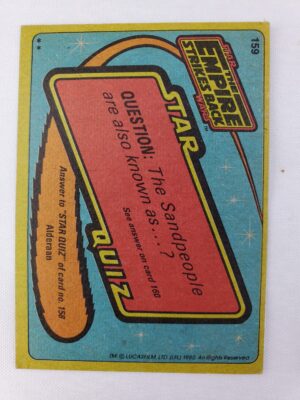 159
STAR
THE
EMPIRE
STRIKES BACK
WARS™
STAR
QUESTION: The Sandpeople
are also known as...?
See answer on card 160
QUIZ
Answer to "STAR QUIZ" of card no. 158
Alderaan
TM © LUCASFILM LTD. (LFL) 1980. All Rights Reserved
**